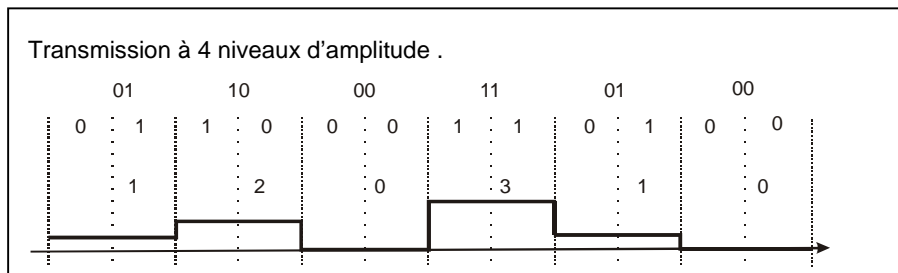 Transmission à 4 niveaux d'amplitude .
01 10 00 11 01 00
0 1 1 0 0 0 1 1 0 1 0 0
1 2 0 3 1 0